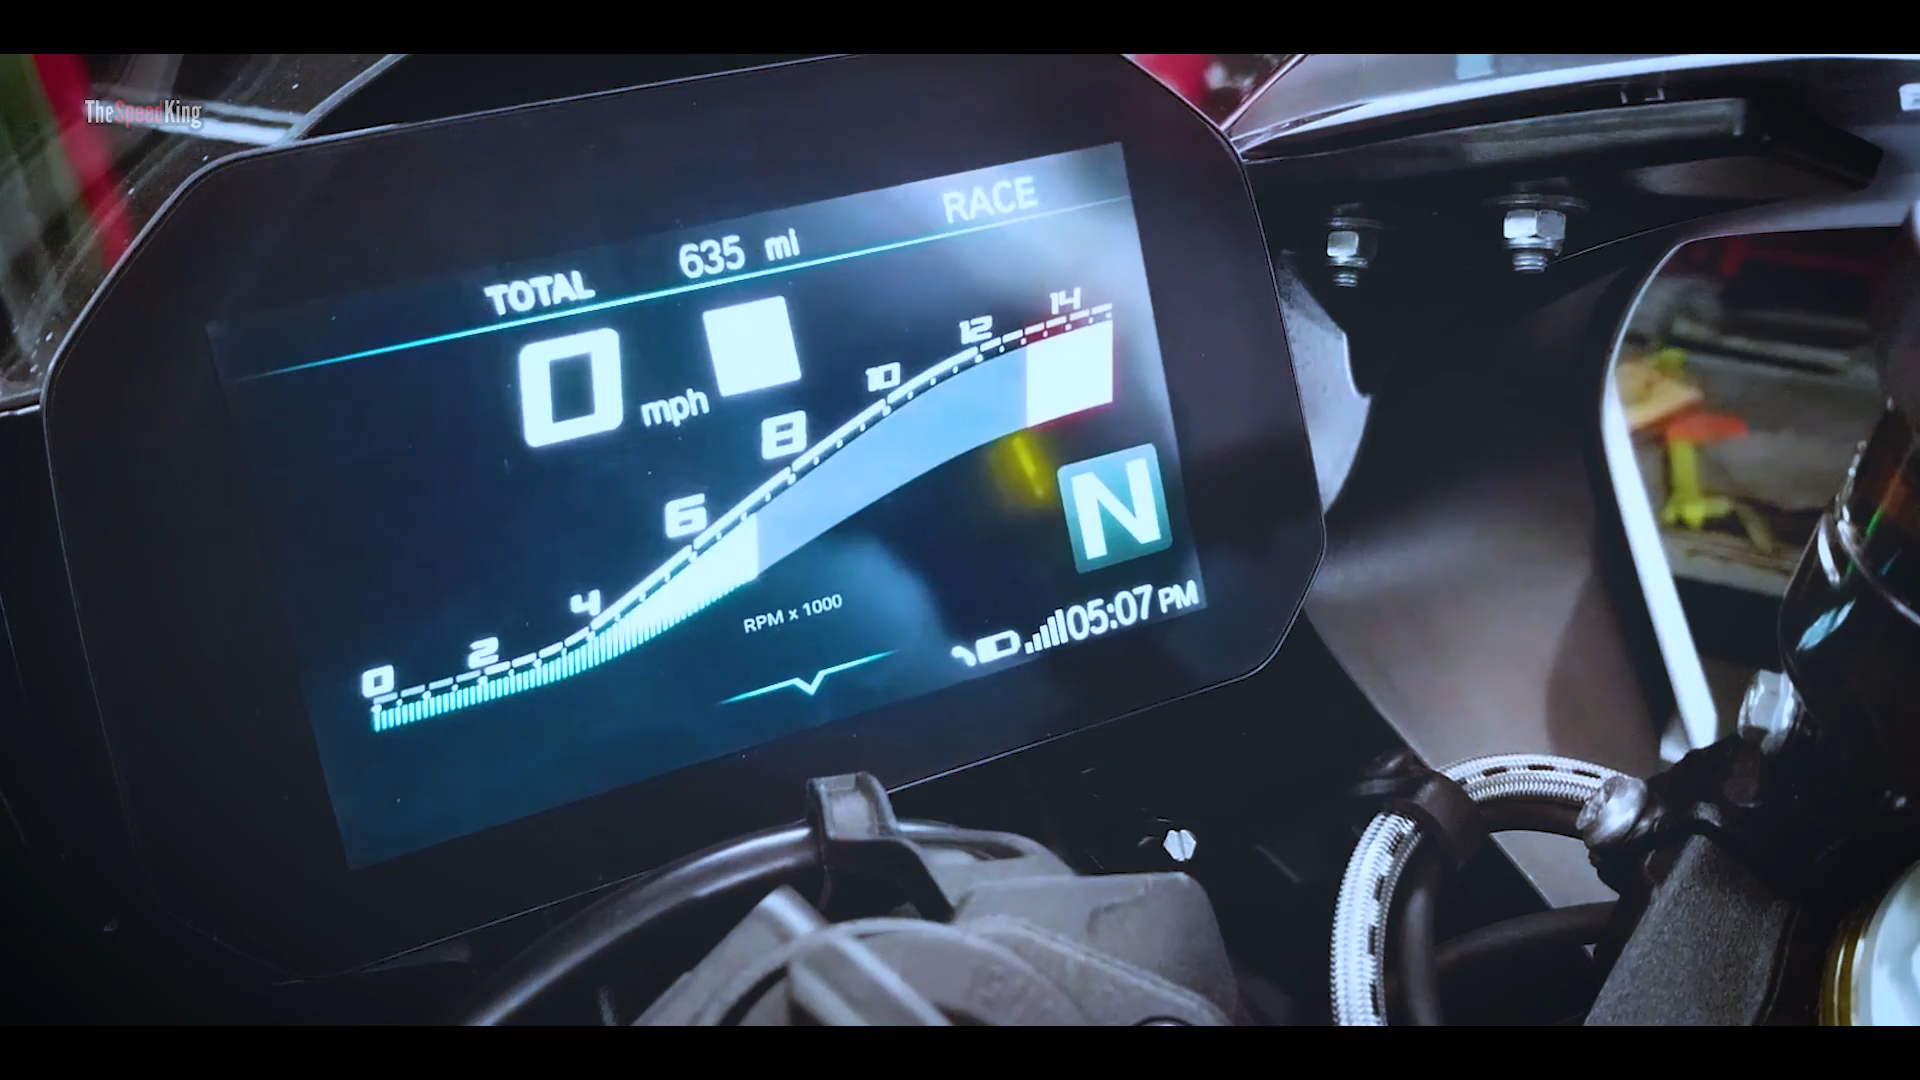 TheSpeedKing
TOTAL 635 mi RACE
0 mph
0 2 4 6 8 10 12 14
RPM x 1000
N
05:07 PM